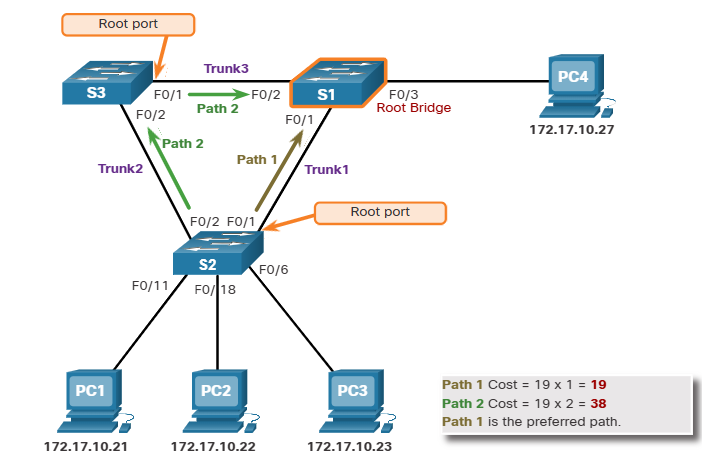 Root port
Trunk3
S3
S1
PC4
F0/1
Path 2
F0/2
F0/3
Root Bridge
F0/2
F0/1
172.17.10.27
Path 2
Path 1
Trunk2
Trunk1
Root port
F0/2
F0/1
S2
F0/6
F0/11
F0/18
PC1
PC2
PC3
Path 1 Cost = 19 x 1 = 19
Path 2 Cost = 19 x 2 = 38
Path 1 is the preferred path.
172.17.10.21
172.17.10.22
172.17.10.23